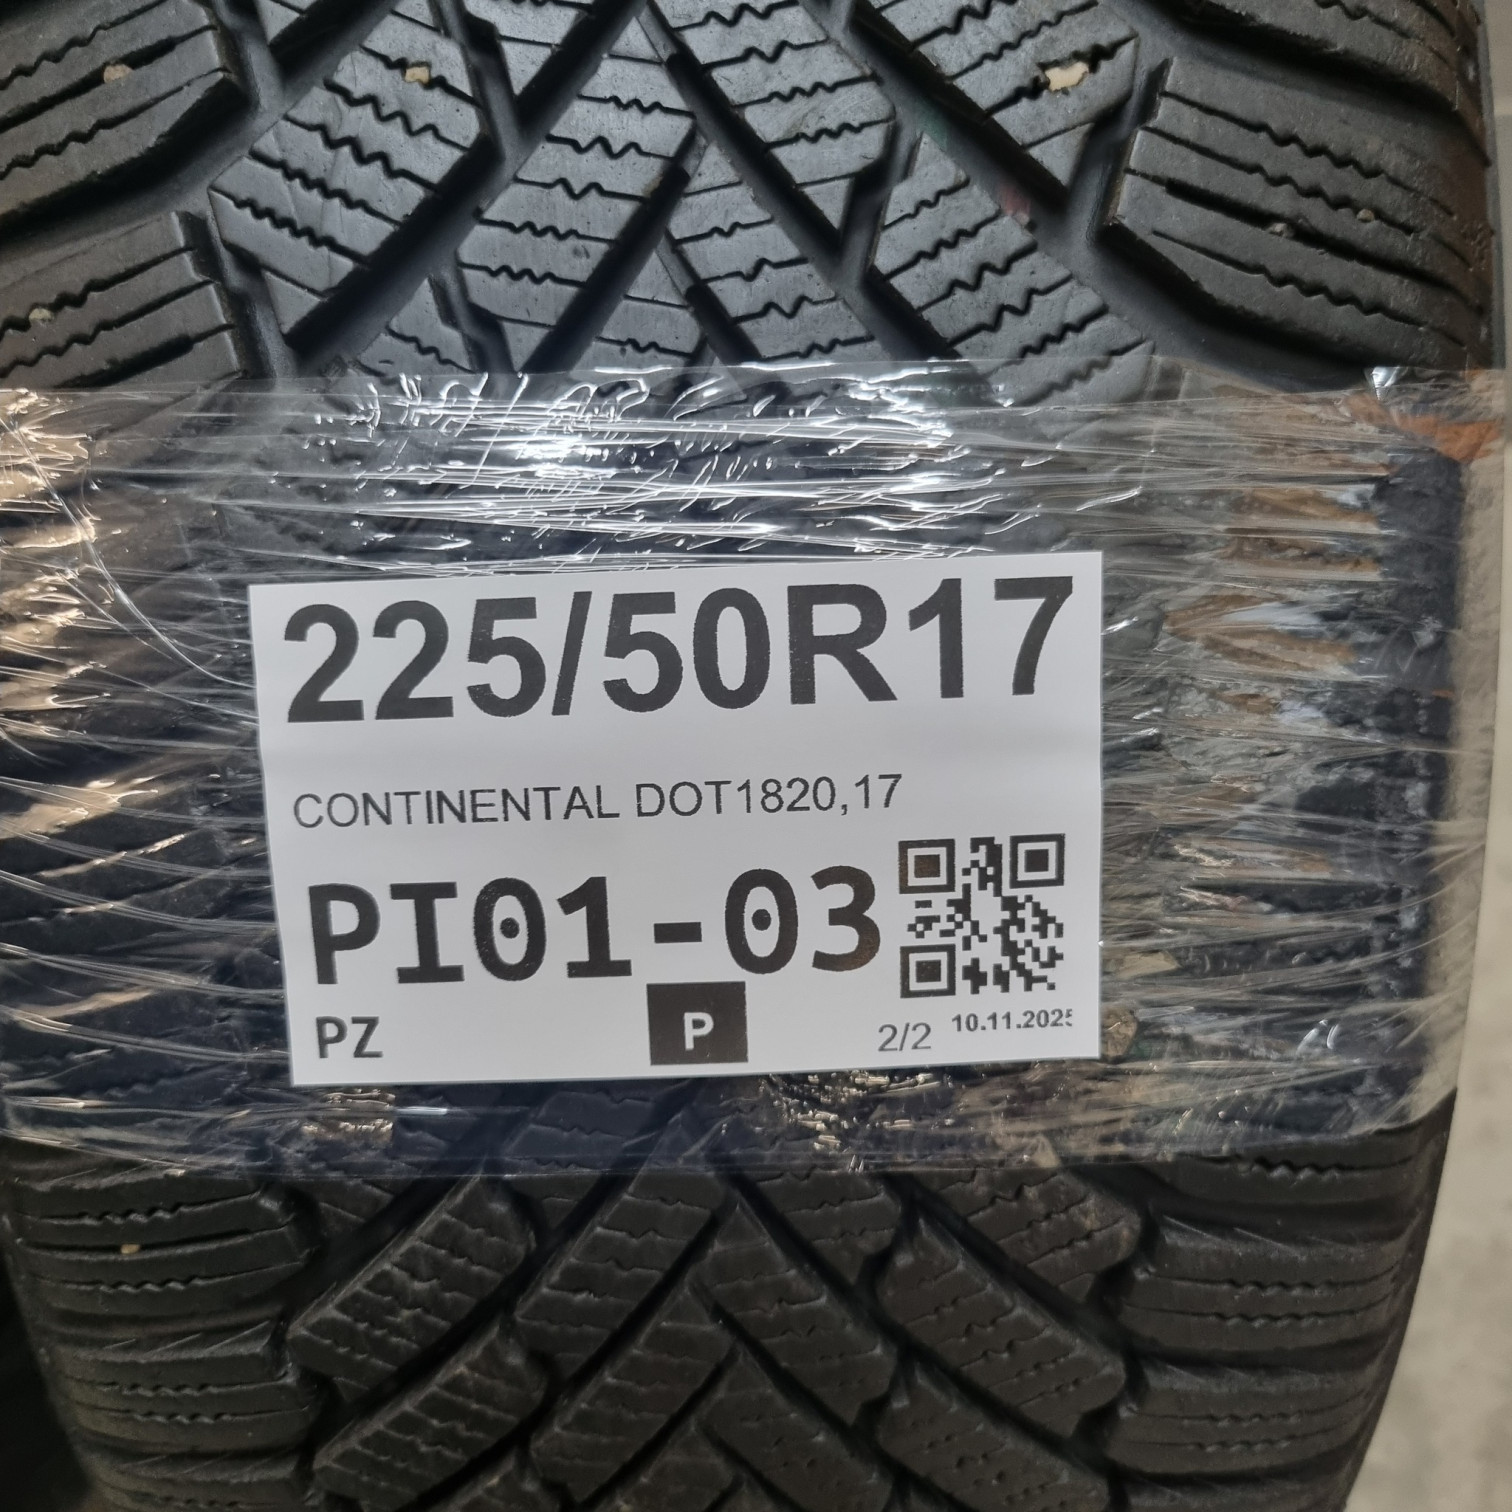 225/50R17
CONTINENTAL DOT1820,17
PI01-03
PZ
P
2/2
10.11.2025